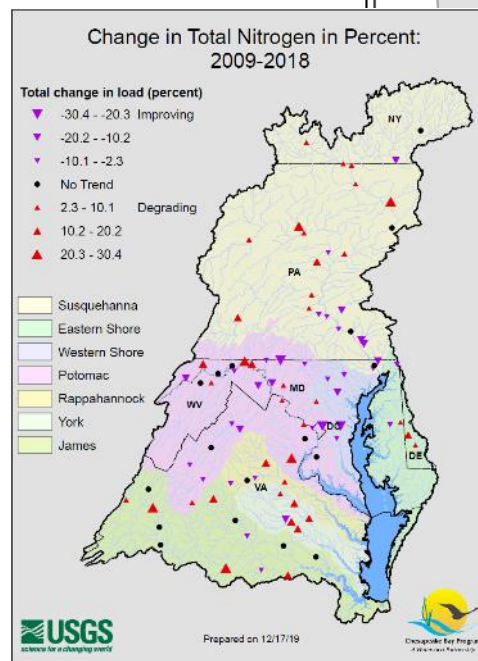 Change in Total Nitrogen in Percent:
2009-2018
Total change in load (percent)
-30.4 - -20.3 Improving
-20.2 - -10.2
-10.1 - -2.3
No Trend
2.3 - 10.1 Degrading
10.2 - 20.2
20.3 - 30.4
Susquehanna
Eastern Shore
Western Shore
Potomac
Rappahannock
York
James
NY
PA
MD
WV
DC
DE
VA
USGS
science for a changing world
Prepared on 12/17/19
Chesapeake Bay Program
A Watershed Partnership